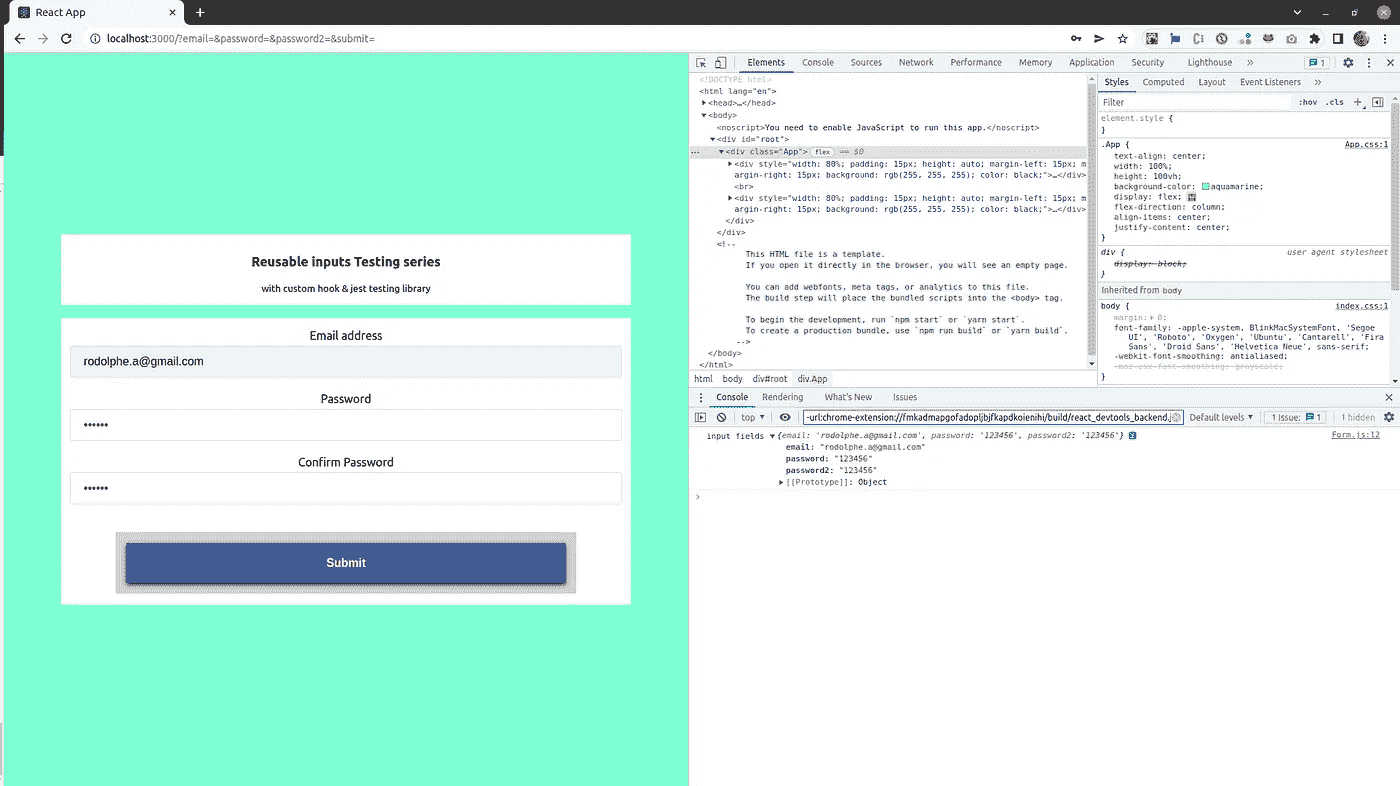 React App
localhost:3000/?email=&password=&password2=&submit=
Reusable inputs Testing series
with custom hook & jest testing library
Email address
rodolphe.a@gmail.com
Password
••••••
Confirm Password
••••••
Submit
Elements Console Sources Network Performance Memory Application Security Lighthouse » 1
<!DOCTYPE html>
<html lang="en">
<head>…</head>
<body>
<noscript>You need to enable JavaScript to run this app.</noscript>
<div id="root">
<div class="App"> flex == $0
<div style="width: 80%; padding: 15px; height: auto; margin-left: 15px; m
argin-right: 15px; background: rgb(255, 255, 255); color: black;">…</div>
<br>
<div style="width: 80%; padding: 15px; height: auto; margin-left: 15px; m
argin-right: 15px; background: rgb(255, 255, 255); color: black;">…</div>
</div>
</div>
<!--
This HTML file is a template.
If you open it directly in the browser, you will see an empty page.
You can add webfonts, meta tags, or analytics to this file.
The build step will place the bundled scripts into the <body> tag.
To begin the development, run `npm start` or `yarn start`.
To create a production bundle, use `npm run build` or `yarn build`.
-->
</body>
</html>
html body div#root div.App
Styles Computed Layout Event Listeners »
Filter :hov .cls +
element.style {
}
.App { App.css:1
text-align: center;
width: 100%;
height: 100vh;
background-color: aquamarine;
display: flex;
flex-direction: column;
align-items: center;
justify-content: center;
}
div { user agent stylesheet
display: block;
}
Inherited from body
body { index.css:1
margin: 0;
font-family: -apple-system, BlinkMacSystemFont, 'Segoe
UI', 'Roboto', 'Oxygen', 'Ubuntu', 'Cantarell', 'Fira
Sans', 'Droid Sans', 'Helvetica Neue', sans-serif;
-webkit-font-smoothing: antialiased;
-moz-osx-font-smoothing: grayscale;
}
Console Rendering What's New Issues
top -url:chrome-extension://fmkadmapgofadopljbjfkapdkoienihi/build/react_devtools_backend.j Default levels 1 Issue: 1 1 hidden
input fields {email: 'rodolphe.a@gmail.com', password: '123456', password2: '123456'} Form.js:12
email: "rodolphe.a@gmail.com"
password: "123456"
password2: "123456"
[[Prototype]]: Object